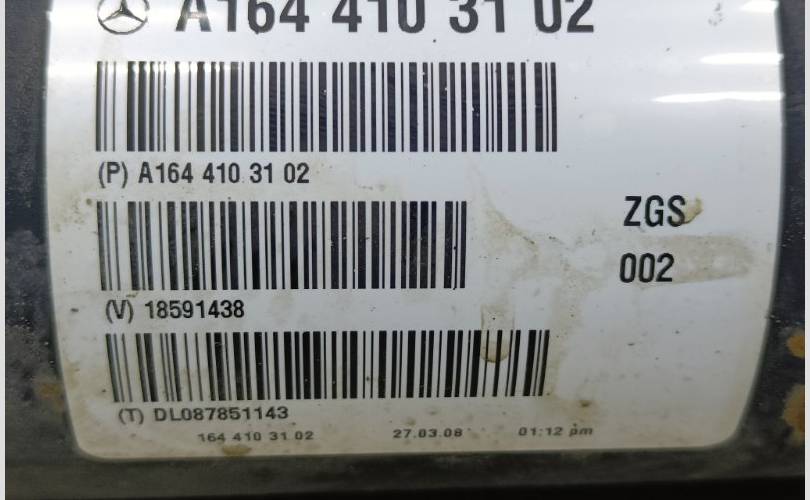 A164 410 31 02
(P) A164 410 31 02
ZGS
002
(V) 18591438
(T) DL087851143
164 410 31 02 27.03.08 01:12 pm